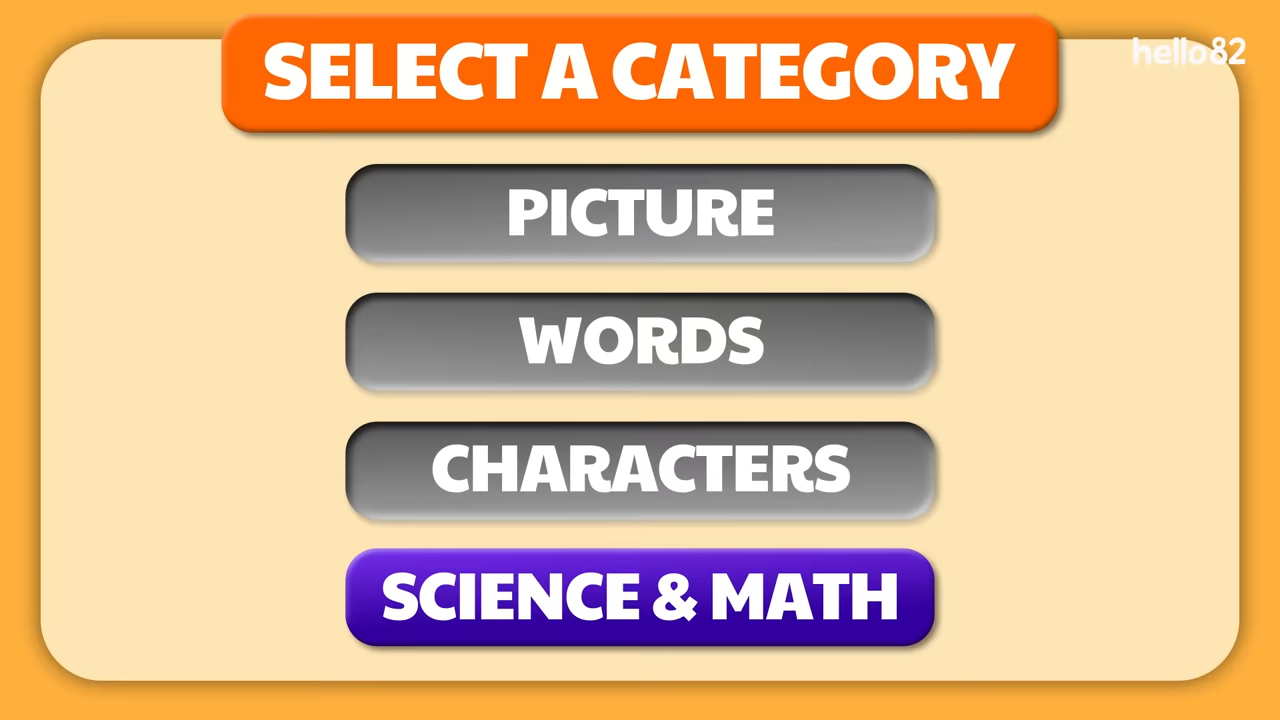 SELECT A CATEGORY
hello82
PICTURE
WORDS
CHARACTERS
SCIENCE & MATH